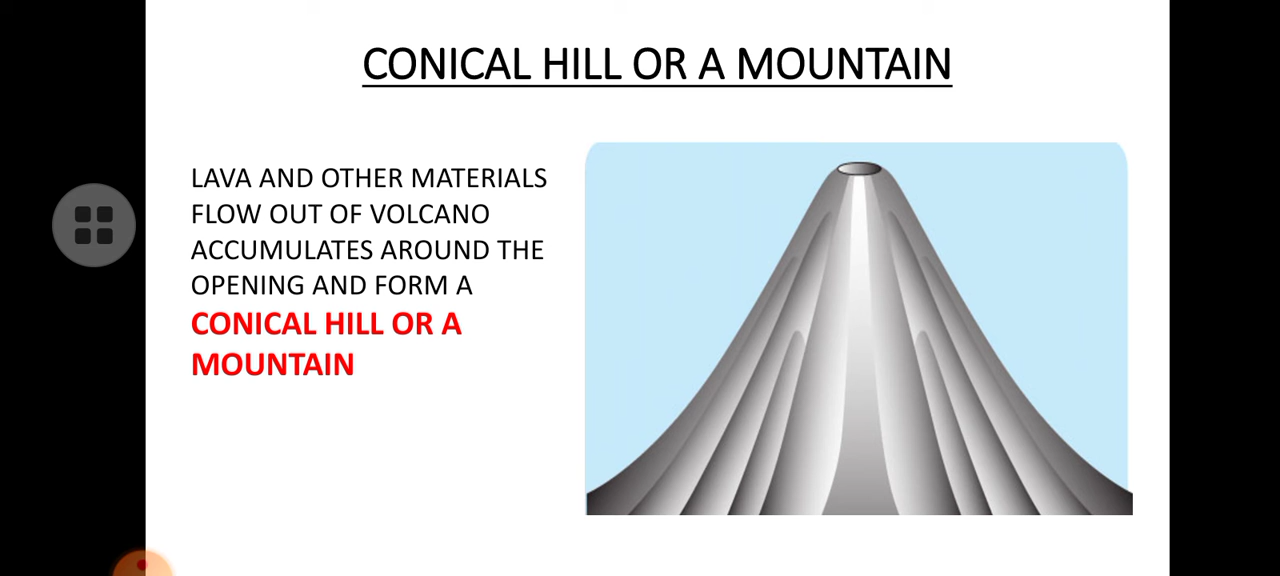 CONICAL HILL OR A MOUNTAIN
LAVA AND OTHER MATERIALS
FLOW OUT OF VOLCANO
ACCUMULATES AROUND THE
OPENING AND FORM A
CONICAL HILL OR A
MOUNTAIN